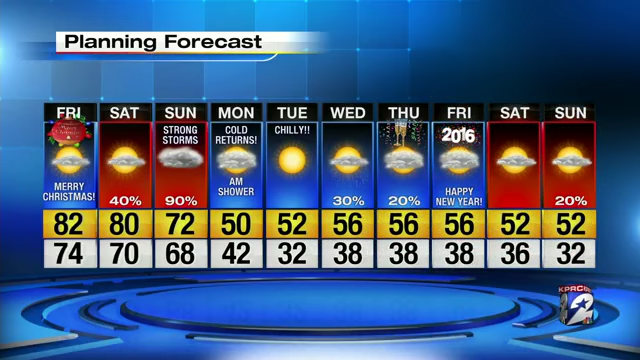 Planning Forecast
FRI SAT SUN MON TUE WED THU FRI SAT SUN
MERRY CHRISTMAS!
40%
STRONG STORMS
90%
COLD RETURNS!
AM SHOWER
CHILLY!!
30%
20%
2016
HAPPY NEW YEAR!
20%
82 80 72 50 52 56 56 56 52 52
74 70 68 42 32 38 38 38 36 32
KPRC
2